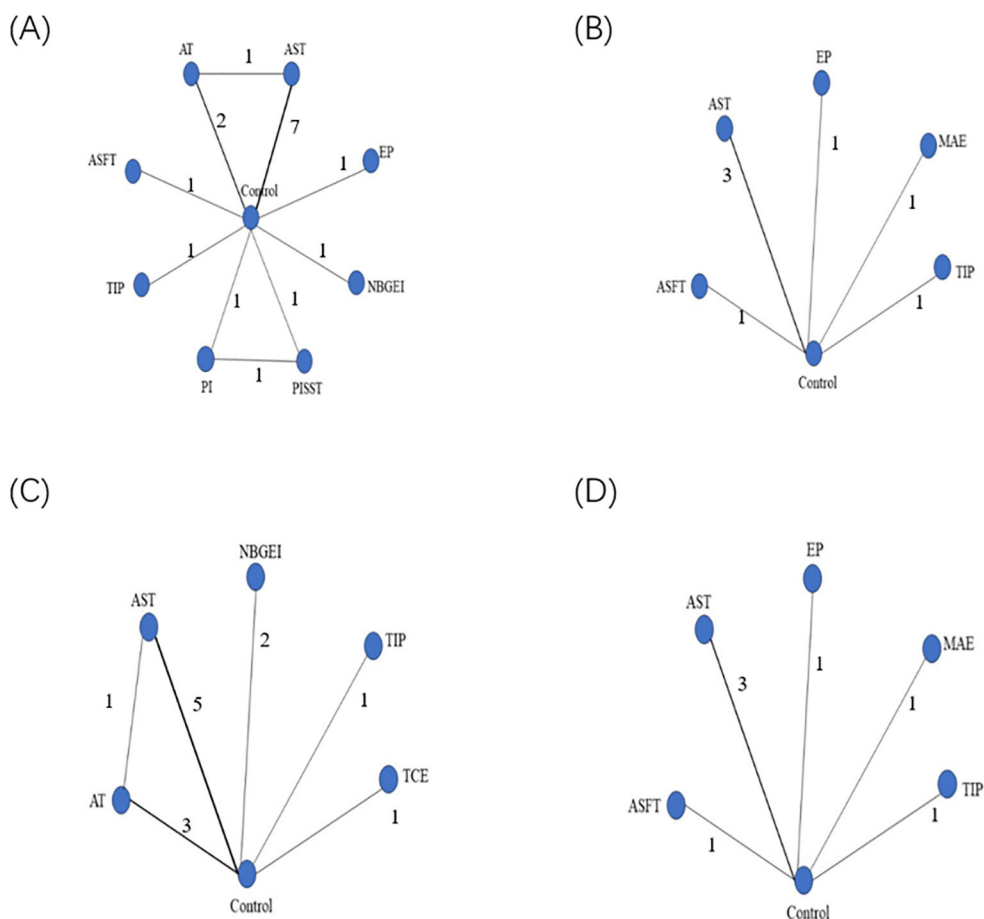 (A)
AT
1
AST
2
7
ASFT
1
Control
1
EP
TIP
1
1
NBGEI
1
1
PI
1
PISST
(B)
EP
AST
MAE
3
1
1
ASFT
1
TIP
1
Control
(C)
NBGEI
AST
TIP
2
1
5
1
AT
3
TCE
1
Control
(D)
EP
AST
MAE
3
1
1
ASFT
1
TIP
1
Control